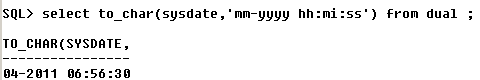 SQL> select to_char(sysdate,'mm-yyyy hh:mi:ss') from dual ;
TO_CHAR(SYSDATE,
----------------
04-2011 06:56:30